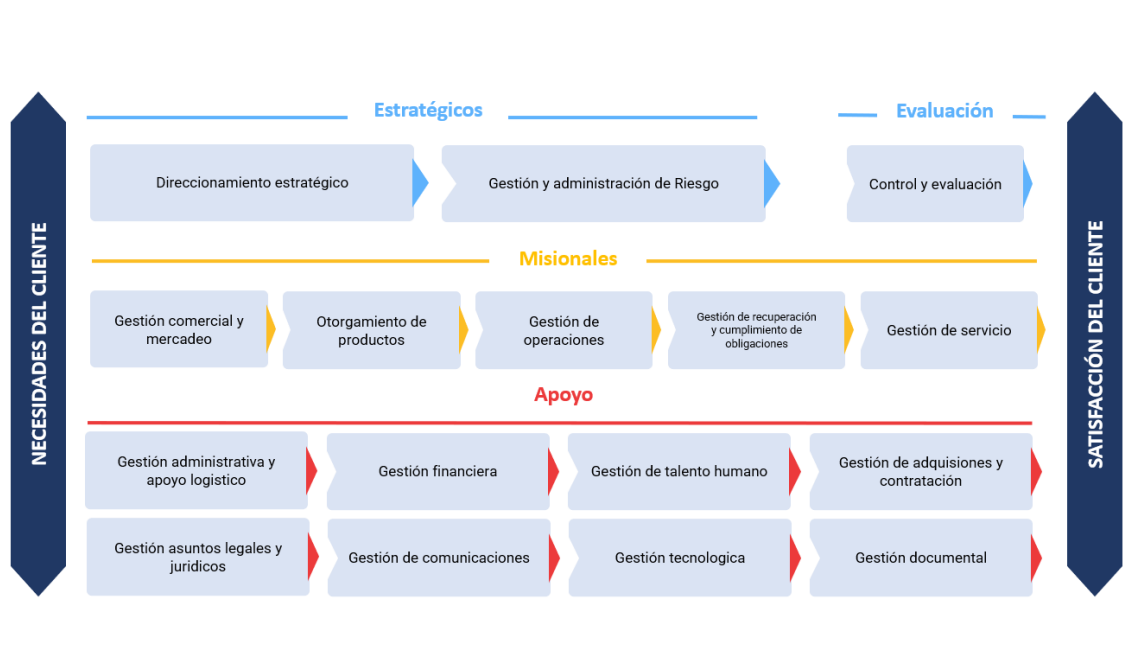 NECESIDADES DEL CLIENTE
Estratégicos
Evaluación
Direccionamiento estratégico
Gestión y administración de Riesgo
Control y evaluación
Misionales
Gestión comercial y
mercadeo
Otorgamiento de
productos
Gestión de
operaciones
Gestión de recuperación
y cumplimiento de
obligaciones
Gestión de servicio
Apoyo
Gestión administrativa y
apoyo logistico
Gestión financiera
Gestión de talento humano
Gestión de adquisiones y
contratación
Gestión asuntos legales y
juridicos
Gestión de comunicaciones
Gestión tecnologica
Gestión documental
SATISFACCIÓN DEL CLIENTE